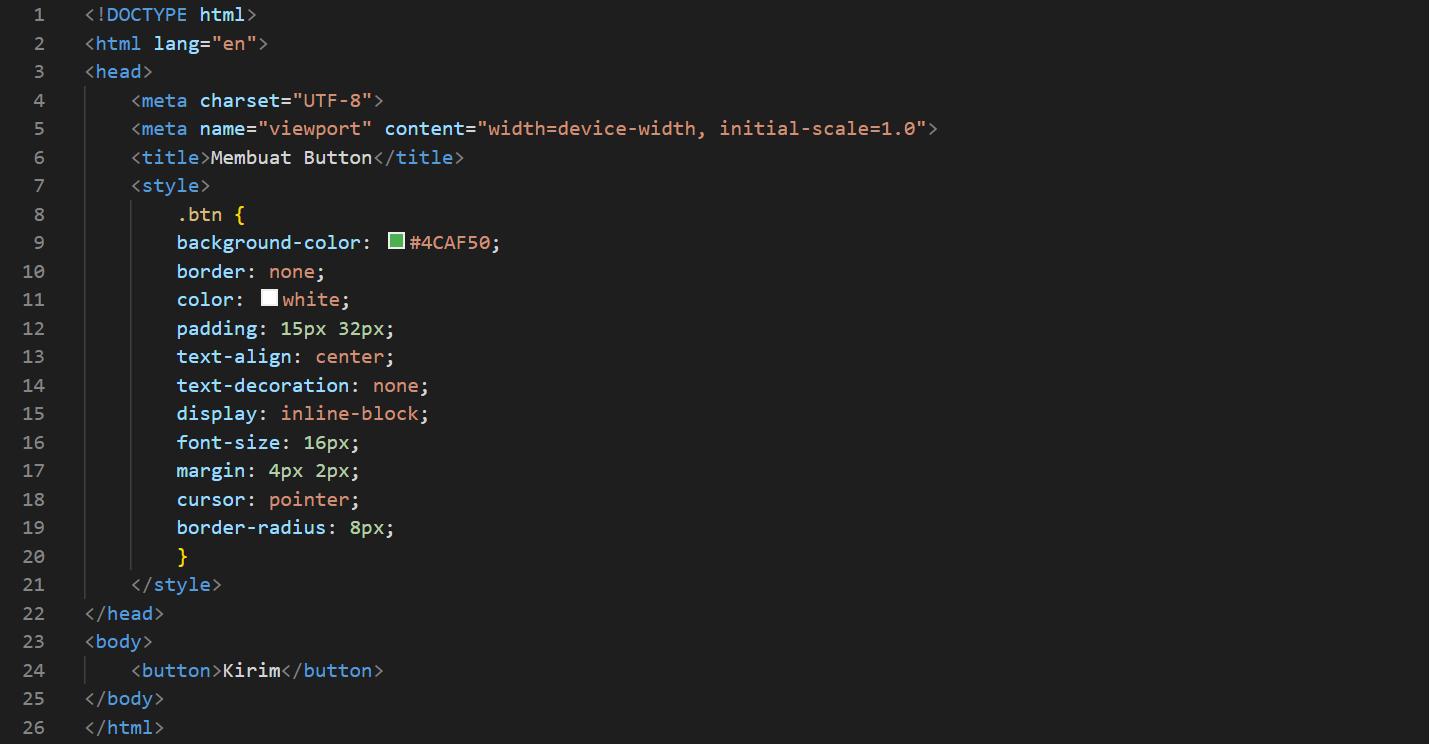 1 <!DOCTYPE html>
2 <html lang="en">
3 <head>
4     <meta charset="UTF-8">
5     <meta name="viewport" content="width=device-width, initial-scale=1.0">
6     <title>Membuat Button</title>
7     <style>
8         .btn {
9         background-color: #4CAF50;
10         border: none;
11         color: white;
12         padding: 15px 32px;
13         text-align: center;
14         text-decoration: none;
15         display: inline-block;
16         font-size: 16px;
17         margin: 4px 2px;
18         cursor: pointer;
19         border-radius: 8px;
20         }
21     </style>
22 </head>
23 <body>
24     <button>Kirim</button>
25 </body>
26 </html>